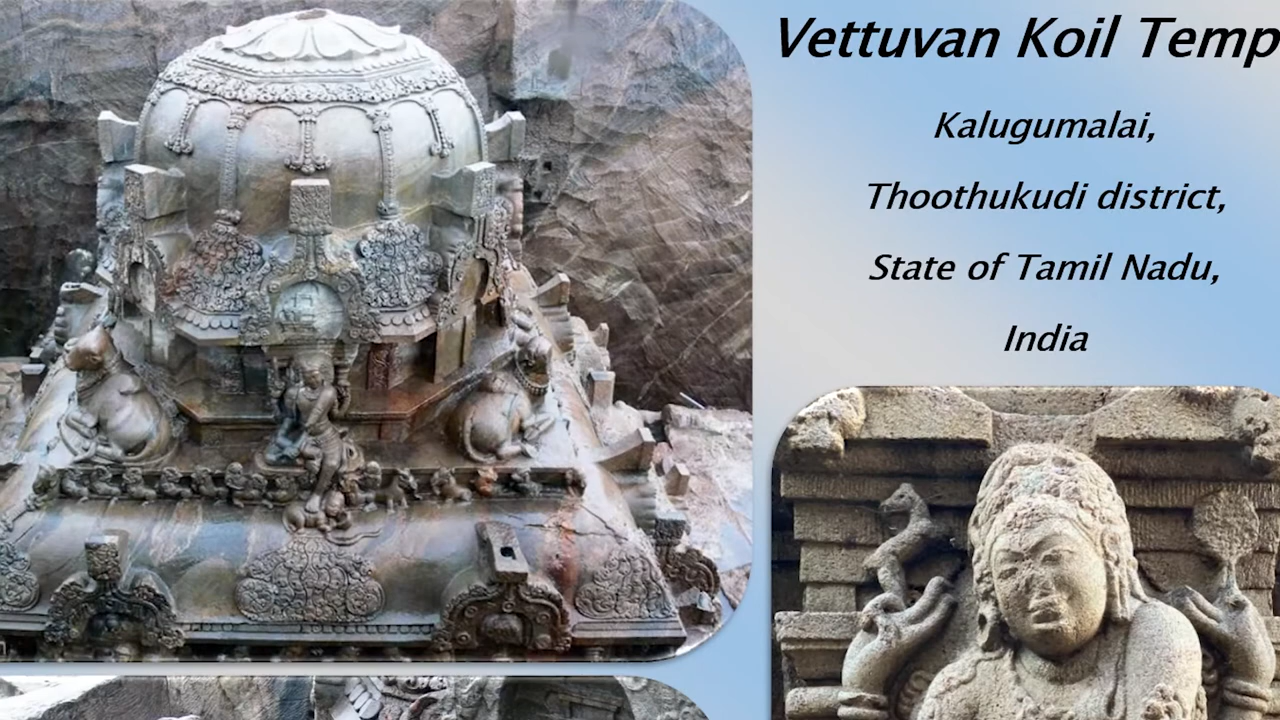 Vettuvan Koil Temp
Kalugumalai,
Thoothukudi district,
State of Tamil Nadu,
India